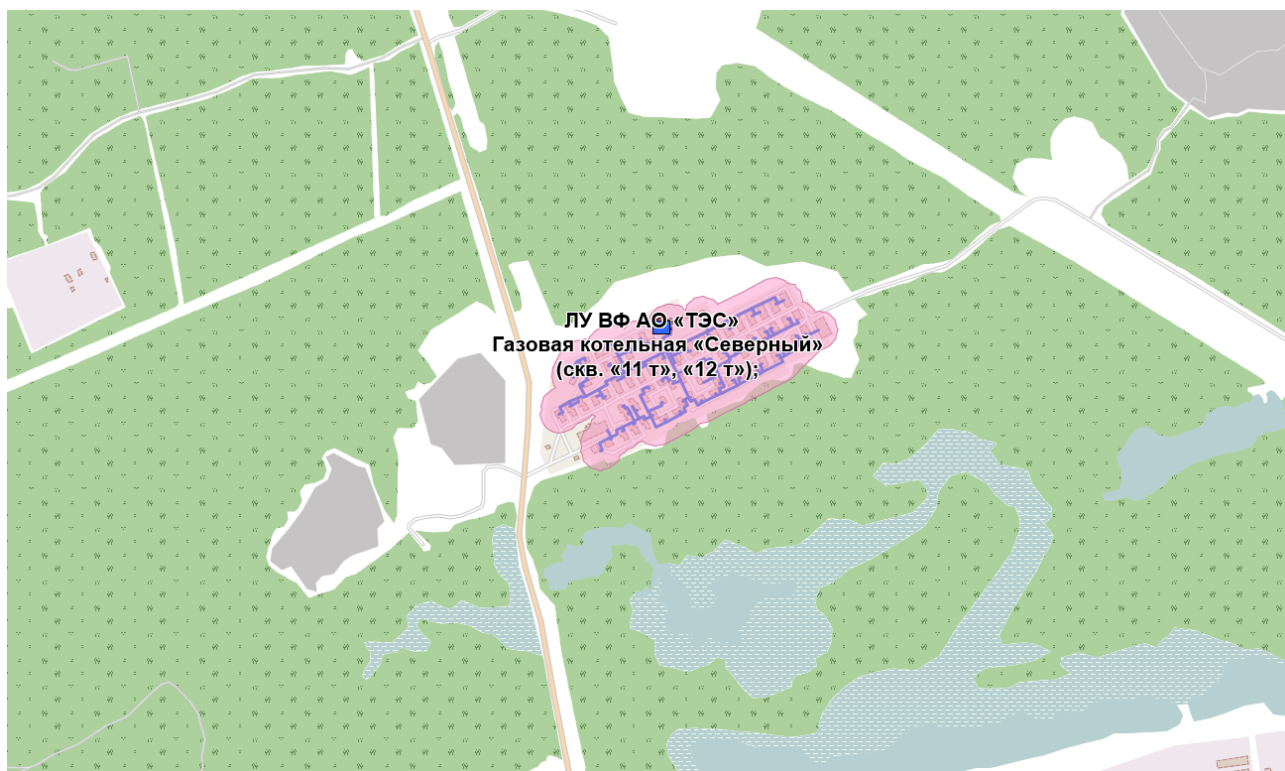 ЛУ ВФ АО «ТЭС»
Газовая котельная «Северный»
(скв. «11 т», «12 т»);